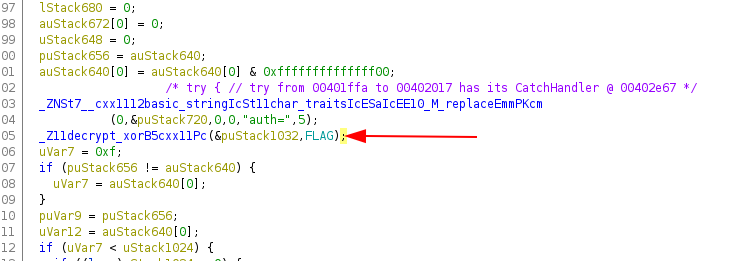 97 lStack680 = 0;
98 auStack672[0] = 0;
99 uStack648 = 0;
00 puStack656 = auStack640;
01 auStack640[0] = auStack640[0] & 0xffffffffffffff00;
02 /* try { // try from 00401ffa to 00402017 has its CatchHandler @ 00402e67 */
03 _ZNSt7__cxx1112basic_stringIcSt11char_traitsIcESaIcEE10_M_replaceEmmPKcm
04 (0,&puStack720,0,0,"auth=",5);
05 _Z11decrypt_xorB5cxx11Pc(&puStack1032,FLAG);
06 uVar7 = 0xf;
07 if (puStack656 != auStack640) {
08 uVar7 = auStack640[0];
09 }
10 puVar9 = puStack656;
11 uVar12 = auStack640[0];
12 if (uVar7 < uStack1024) {